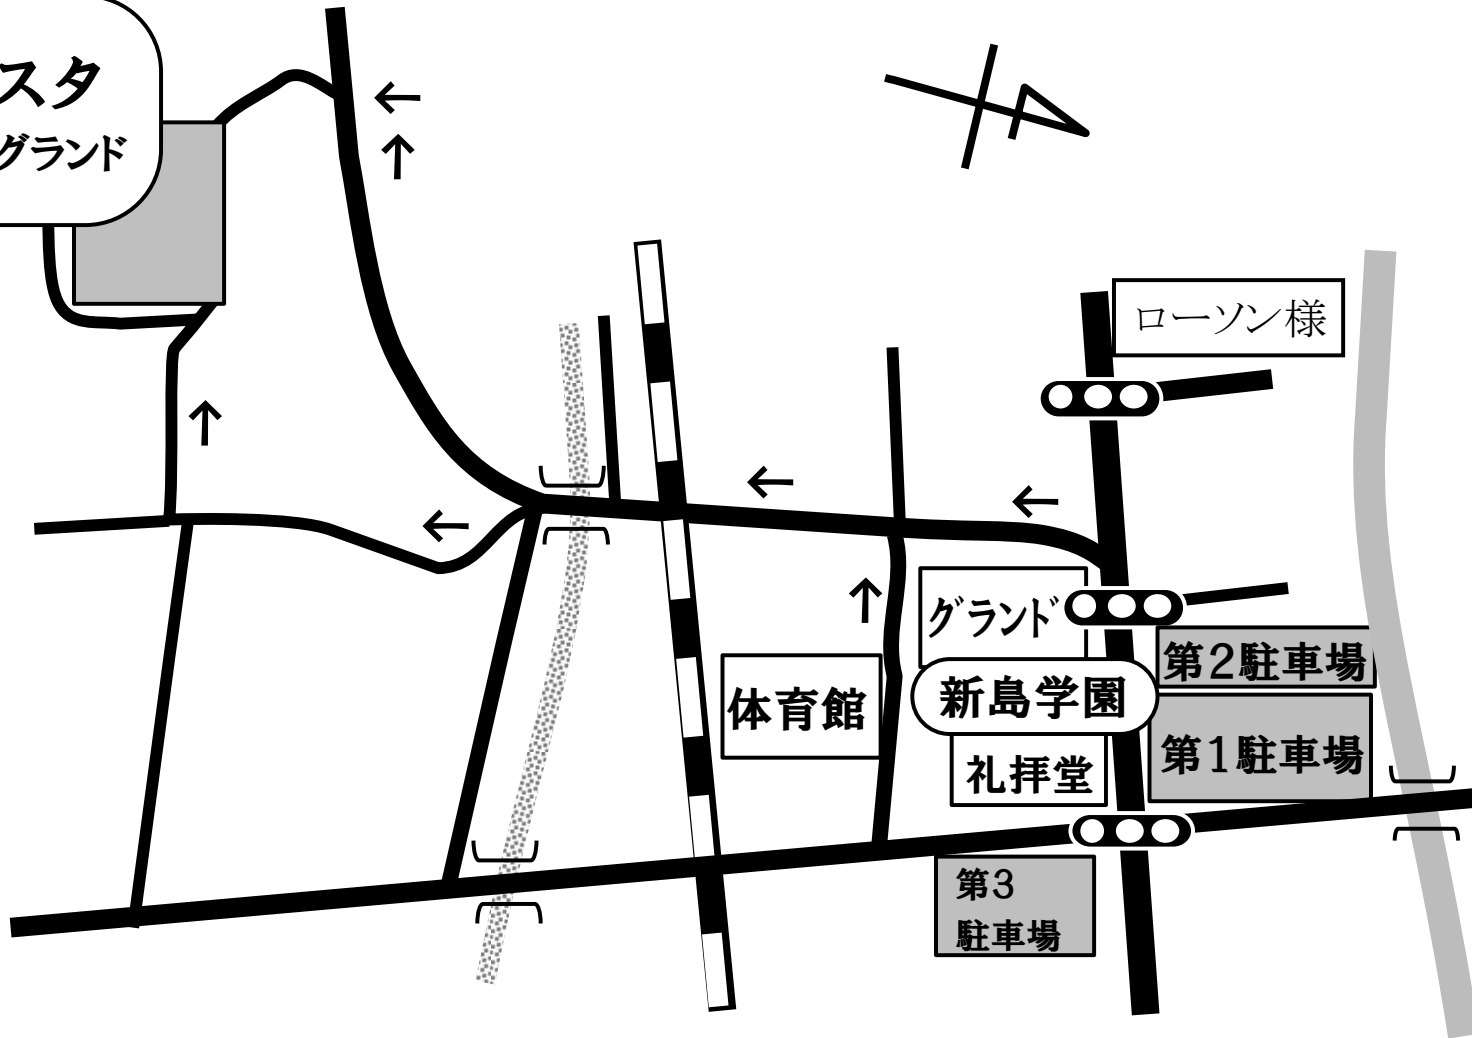 スタ
グランド
ローソン様
グランド
第2駐車場
体育館
新島学園
第1駐車場
礼拝堂
第3
駐車場